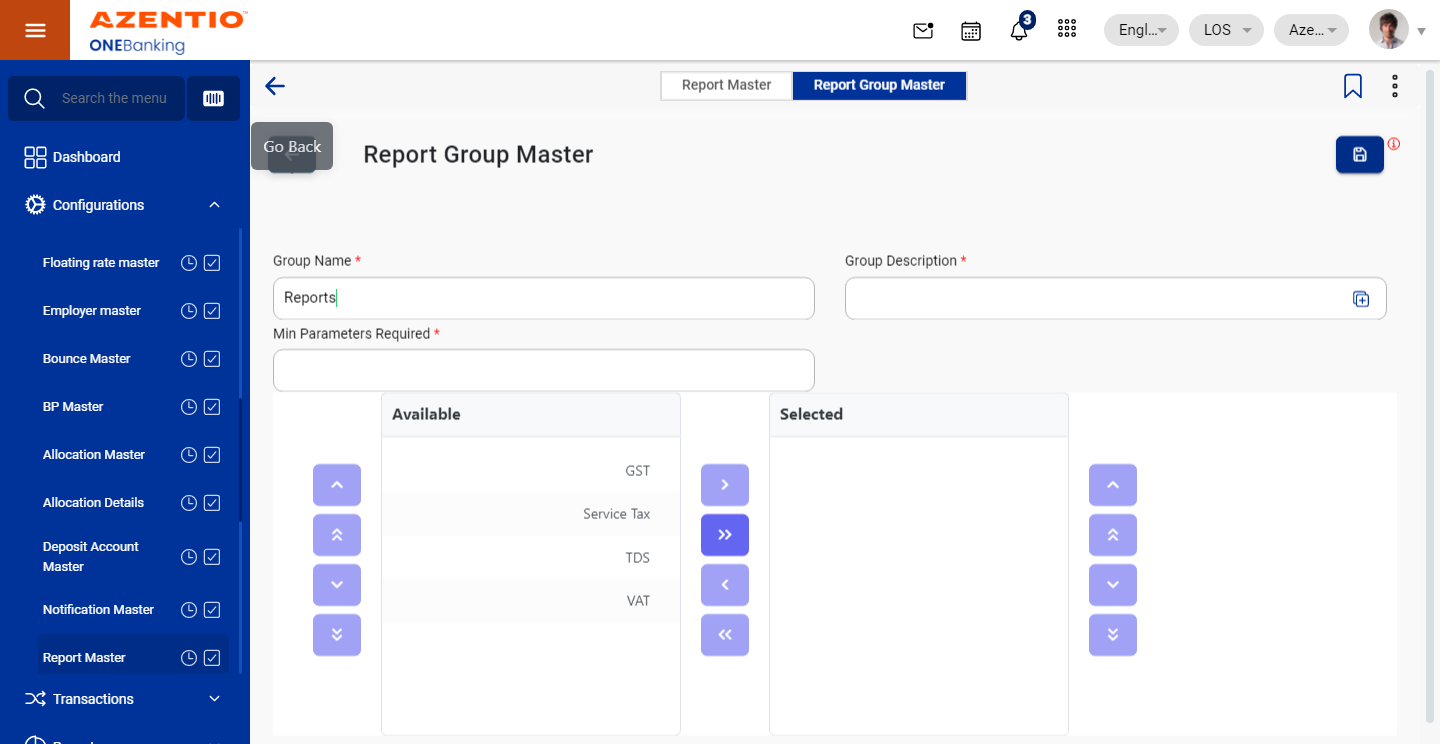 AZENTIO™
ONEBanking
3
Engl...
LOS
Aze...
Search the menu
Report Master
Report Group Master
Dashboard
Go Back
Report Group Master
Configurations
Floating rate master
Employer master
Bounce Master
BP Master
Allocation Master
Allocation Details
Deposit Account
Master
Notification Master
Report Master
Transactions
Group Name *
Group Description *
Reports
Min Parameters Required *
Available
Selected
GST
Service Tax
TDS
VAT